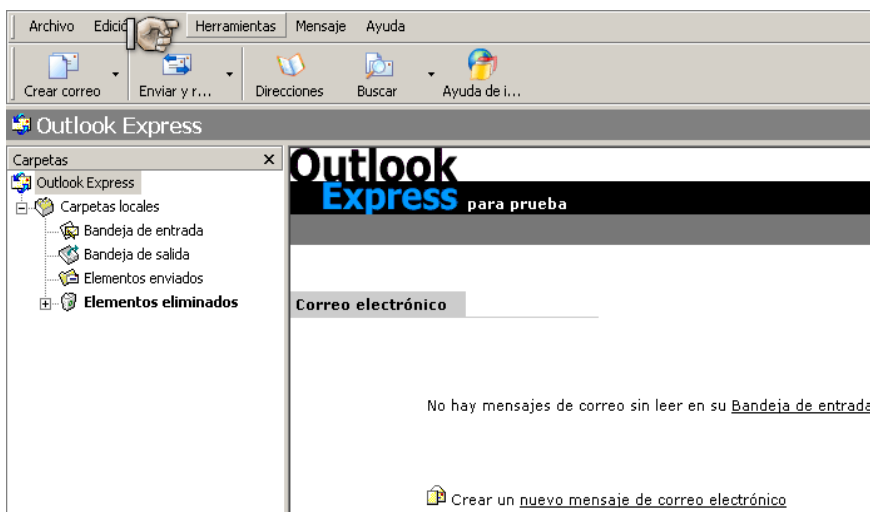 Archivo Edició Herramientas Mensaje Ayuda
Crear correo Enviar y r... Direcciones Buscar Ayuda de i...
Outlook Express
Carpetas
Outlook Express
Carpetas locales
Bandeja de entrada
Bandeja de salida
Elementos enviados
Elementos eliminados
Outlook
Express para prueba
Correo electrónico
No hay mensajes de correo sin leer en su Bandeja de entrada
Crear un nuevo mensaje de correo electrónico